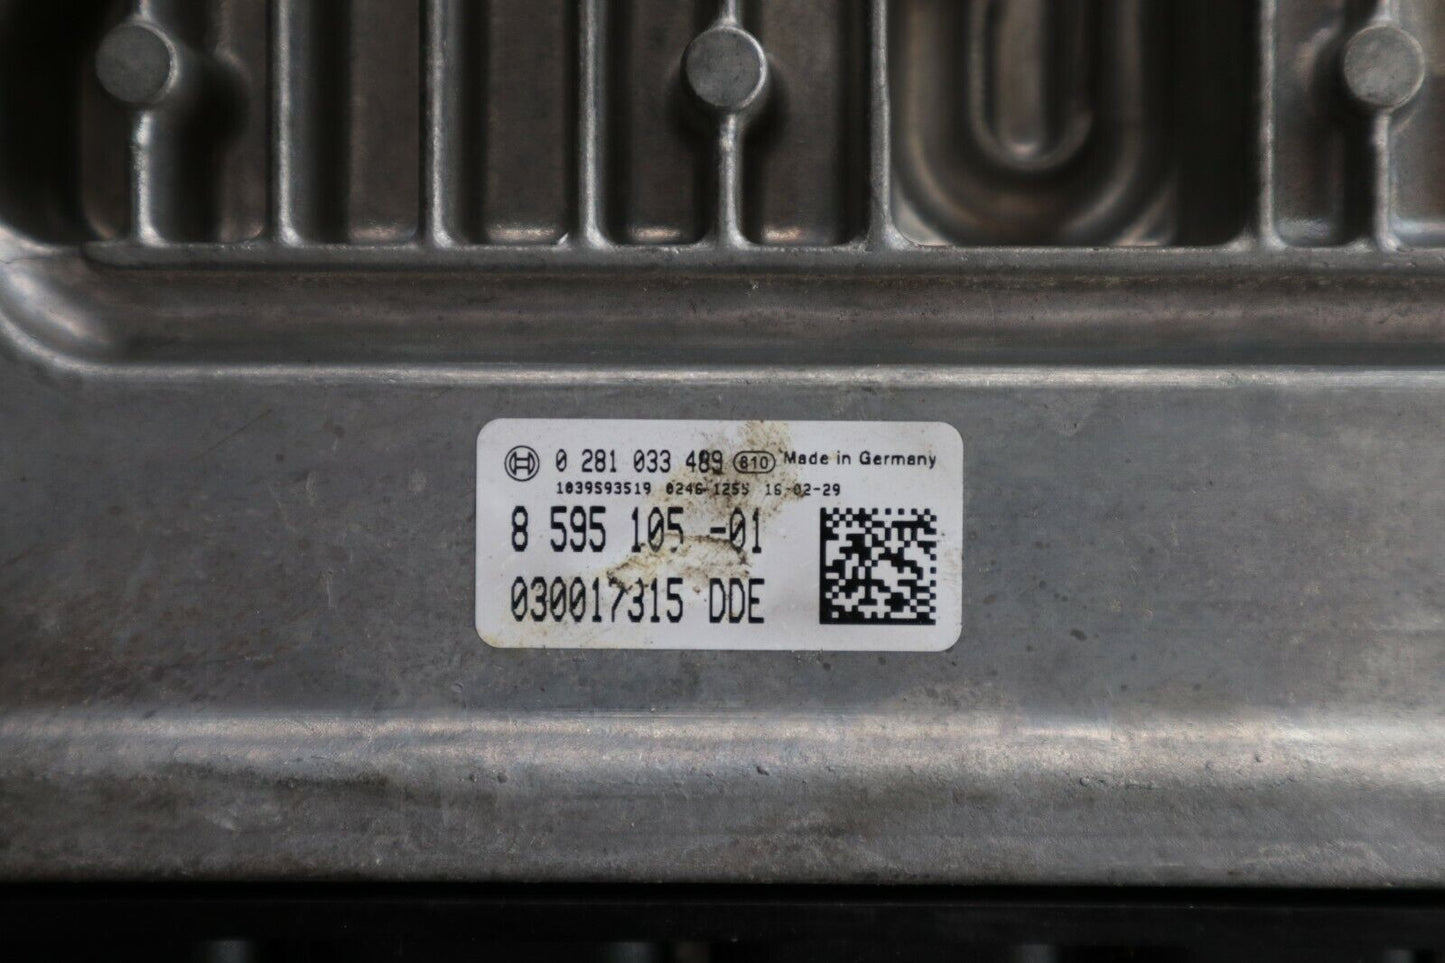 0 281 033 489 810 Made in Germany
1039S93519 0246-1255 16-02-29
8 595 105 -01
030017315 DDE